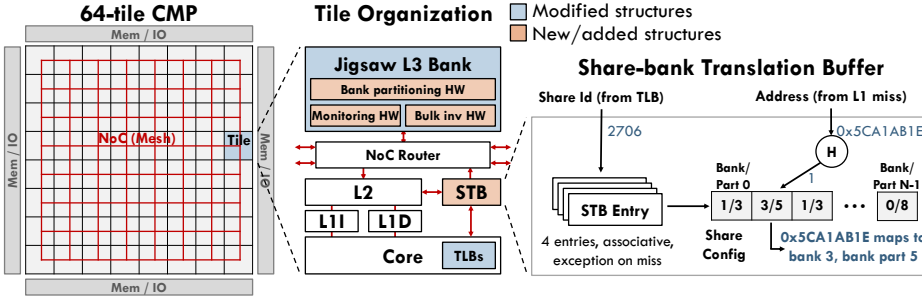 64-tile CMP
Mem / IO
Mem / IO
NoC (Mesh)
Tile
Mem / IO
Mem / IO
Tile Organization
Modified structures
New/added structures
Jigsaw L3 Bank
Bank partitioning HW
Monitoring HW
Bulk inv HW
NoC Router
L2
STB
L1I
L1D
Core
TLBs
Share-bank Translation Buffer
Share Id (from TLB)
Address (from L1 miss)
2706
0x5CA1AB1E
H
1
STB Entry
4 entries, associative,
exception on miss
Bank/
Part 0
Bank/
Part N-1
1/3
3/5
1/3
•••
0/8
Share
Config
0x5CA1AB1E maps to
bank 3, bank part 5